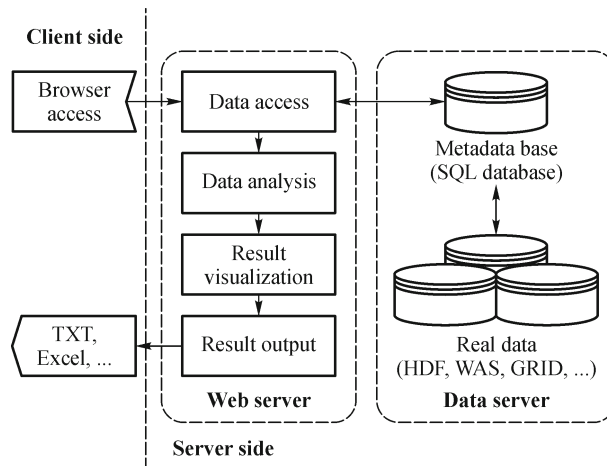 Client side
Browser
access
Data access
Data analysis
Result
visualization
Result output
TXT,
Excel, ...
Web server
Server side
Metadata base
(SQL database)
Real data
(HDF, WAS, GRID, ...)
Data server